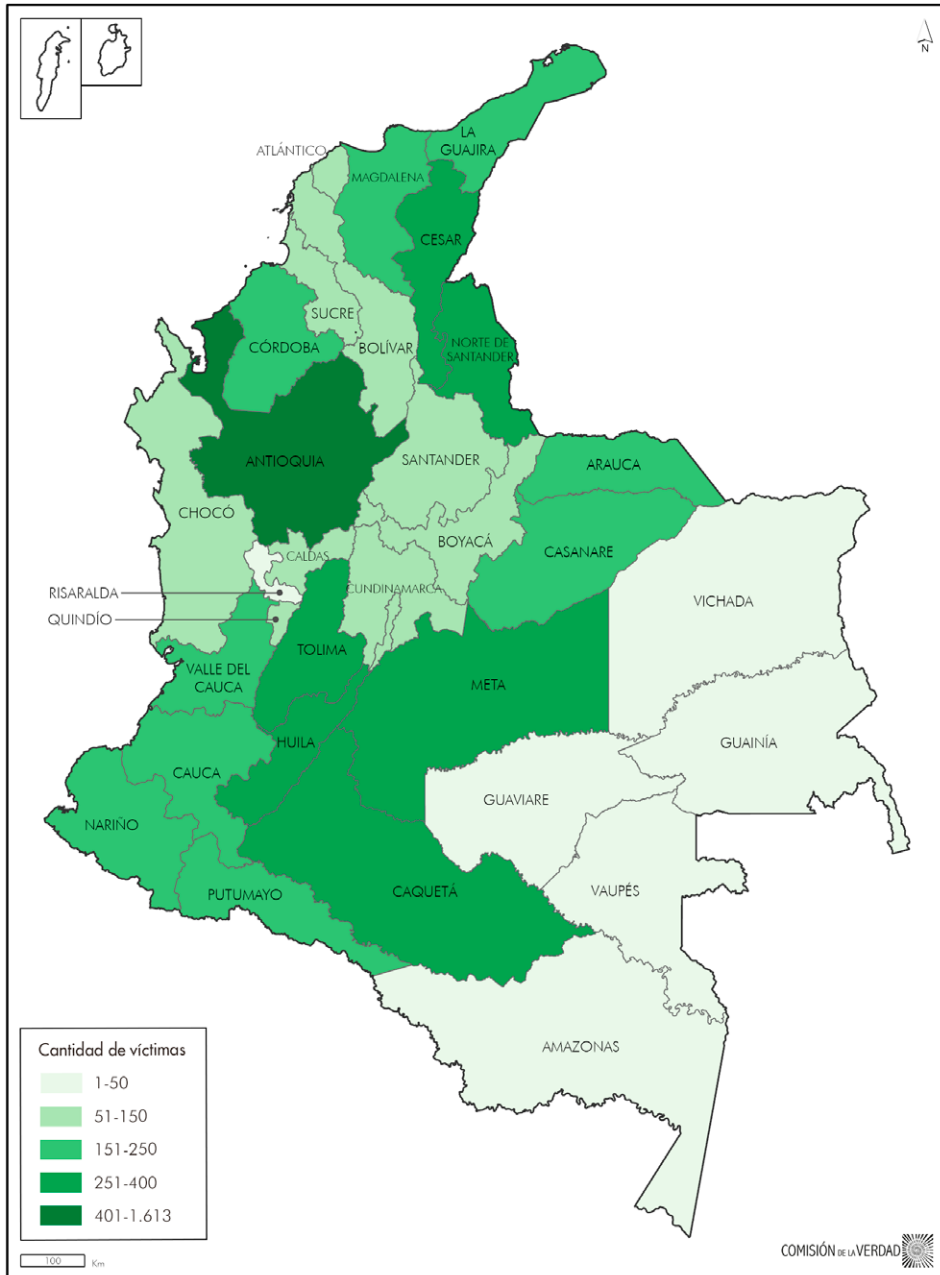 N
LA
GUAJIRA
ATLÁNTICO
MAGDALENA
CESAR
SUCRE
NORTE DE
SANTANDER
CÓRDOBA
BOLÍVAR
ANTIOQUIA
SANTANDER
ARAUCA
CHOCÓ
BOYACÁ
CASANARE
CALDAS
CUNDINAMARCA
RISARALDA
VICHADA
QUINDÍO
TOLIMA
VALLE DEL
CAUCA
META
HUILA
GUAINÍA
CAUCA
GUAVIARE
NARIÑO
PUTUMAYO
CAQUETÁ
VAUPÉS
AMAZONAS
Cantidad de víctimas
1-50
51-150
151-250
251-400
401-1.613
100 Km
COMISIÓN DE LA VERDAD